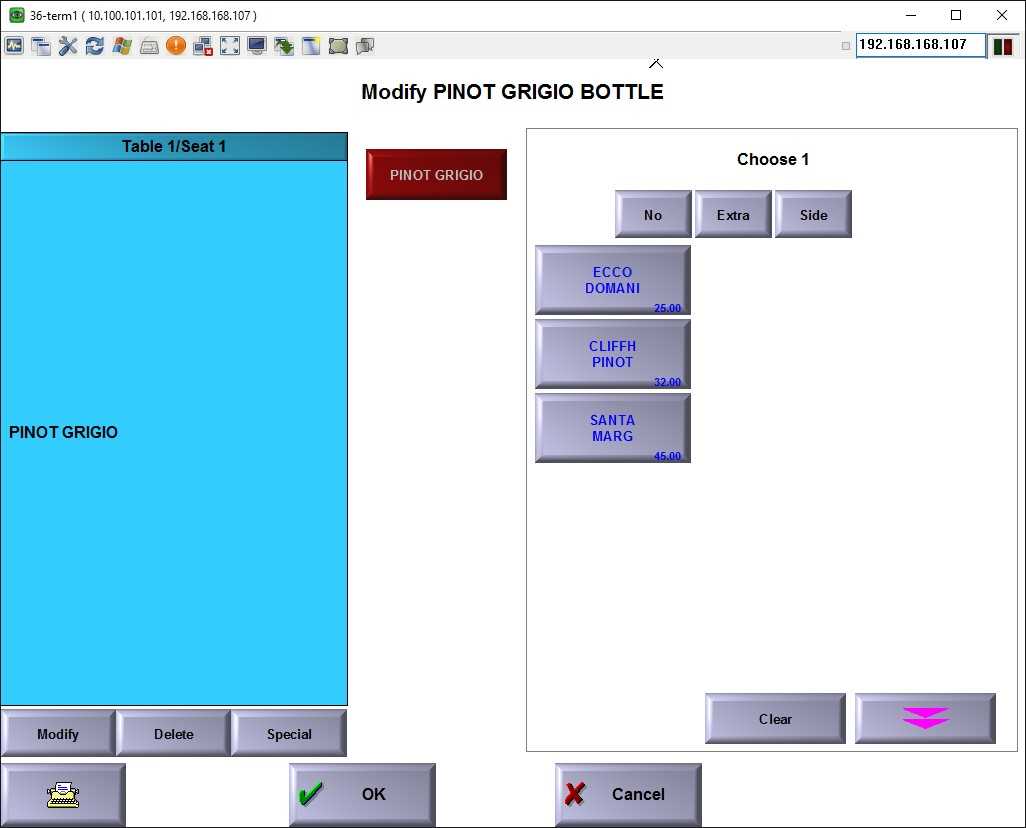 36-term1 ( 10.100.101.101, 192.168.168.107 )
192.168.168.107
Modify PINOT GRIGIO BOTTLE
Table 1/Seat 1
PINOT GRIGIO
PINOT GRIGIO
Choose 1
No
Extra
Side
ECCO
DOMANI
25.00
CLIFFH
PINOT
32.00
SANTA
MARG
45.00
Clear
Modify
Delete
Special
OK
Cancel